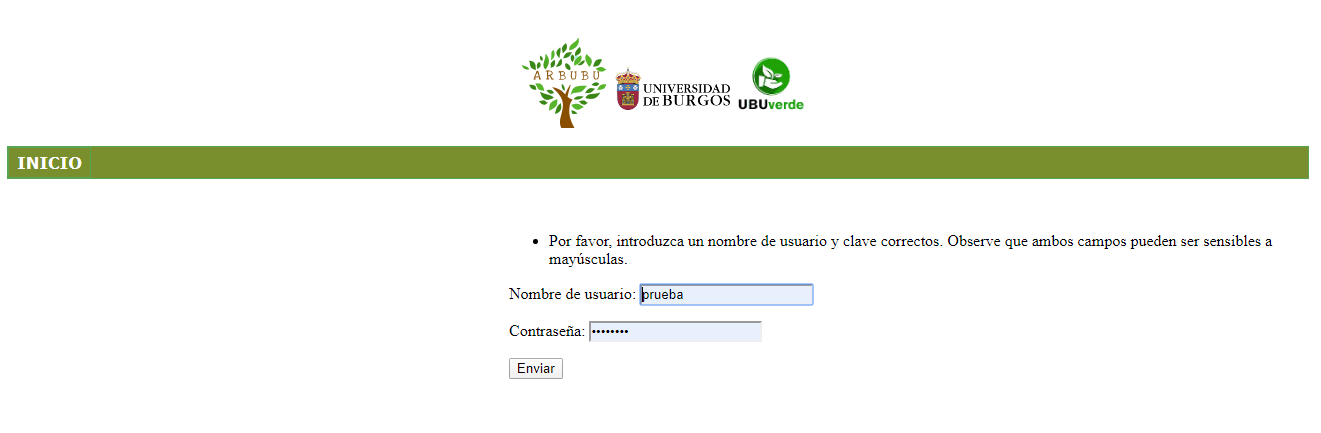 ARBUBU
UNIVERSIDAD
DE BURGOS
UBUverde
INICIO
Por favor, introduzca un nombre de usuario y clave correctos. Observe que ambos campos pueden ser sensibles a
mayúsculas.
Nombre de usuario: prueba
Contraseña: ••••••••
Enviar